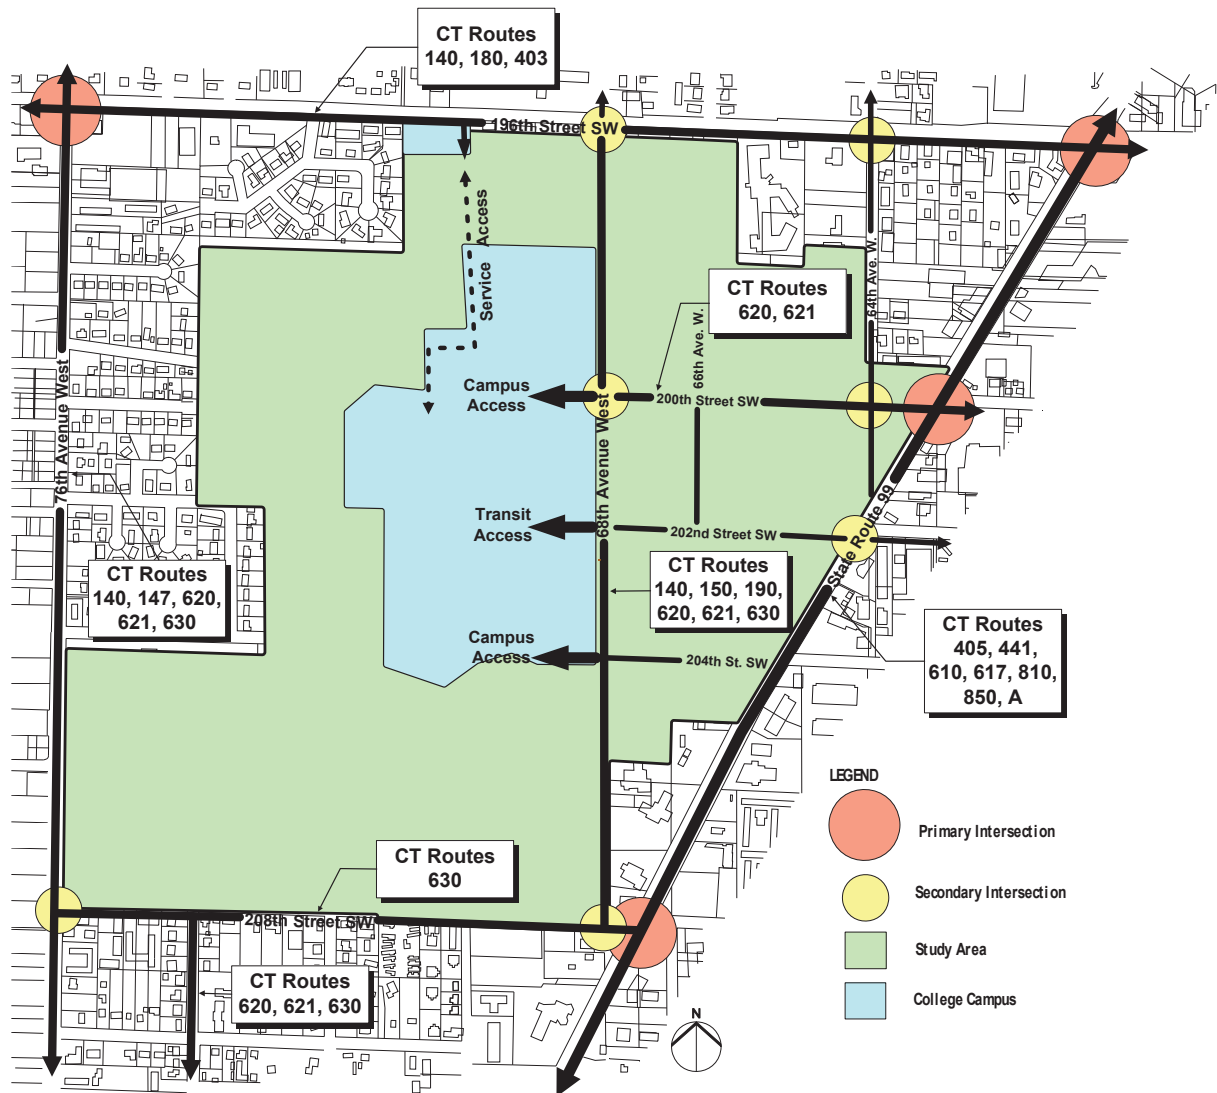 CT Routes
140, 180, 403
196th Street SW
Service Access
64th Ave. W.
CT Routes
620, 621
66th Ave. W.
76th Avenue West
Campus
Access
200th Street SW
68th Avenue West
Transit
Access
202nd Street SW
State Route 99
CT Routes
140, 147, 620,
621, 630
CT Routes
140, 150, 190,
620, 621, 630
CT Routes
405, 441,
610, 617, 810,
850, A
Campus
Access
204th St. SW
LEGEND
Primary Intersection
Secondary Intersection
Study Area
College Campus
CT Routes
630
208th Street SW
CT Routes
620, 621, 630
N